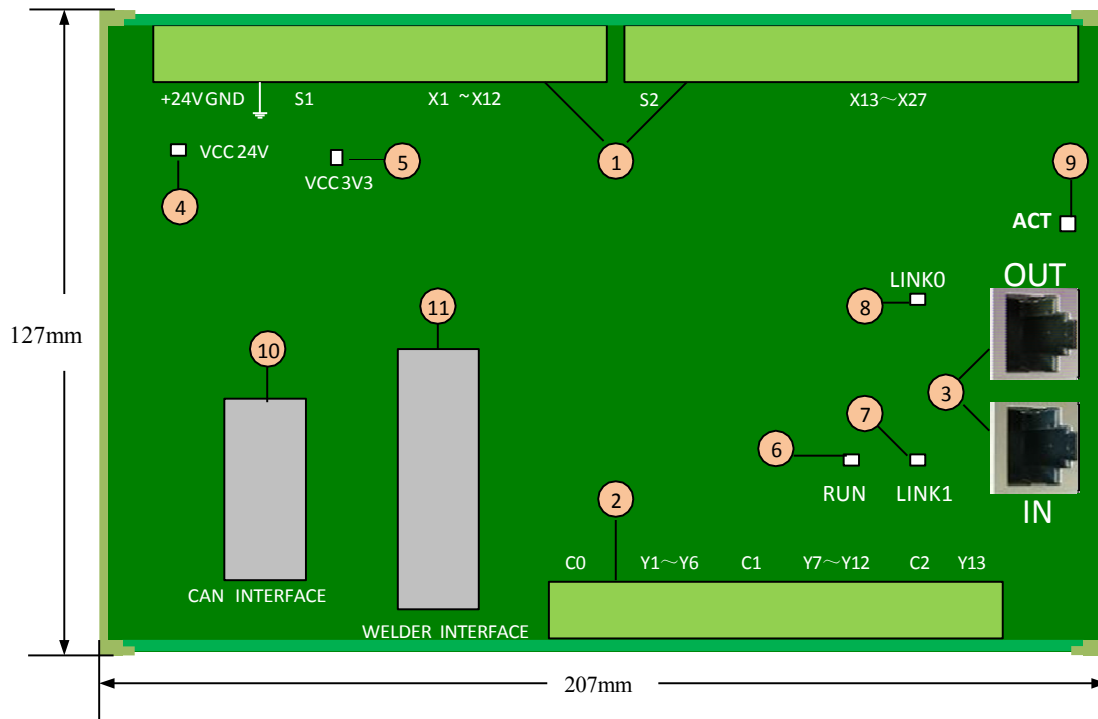 +24V GND S1 X1 ~X12 S2 X13～X27
VCC 24V
VCC 3V3
5
1
9
4
ACT
OUT
LINK0
8
11
127mm
10
3
7
6
RUN LINK1
IN
2
C0 Y1～Y6 C1 Y7～Y12 C2 Y13
CAN INTERFACE
WELDER INTERFACE
207mm